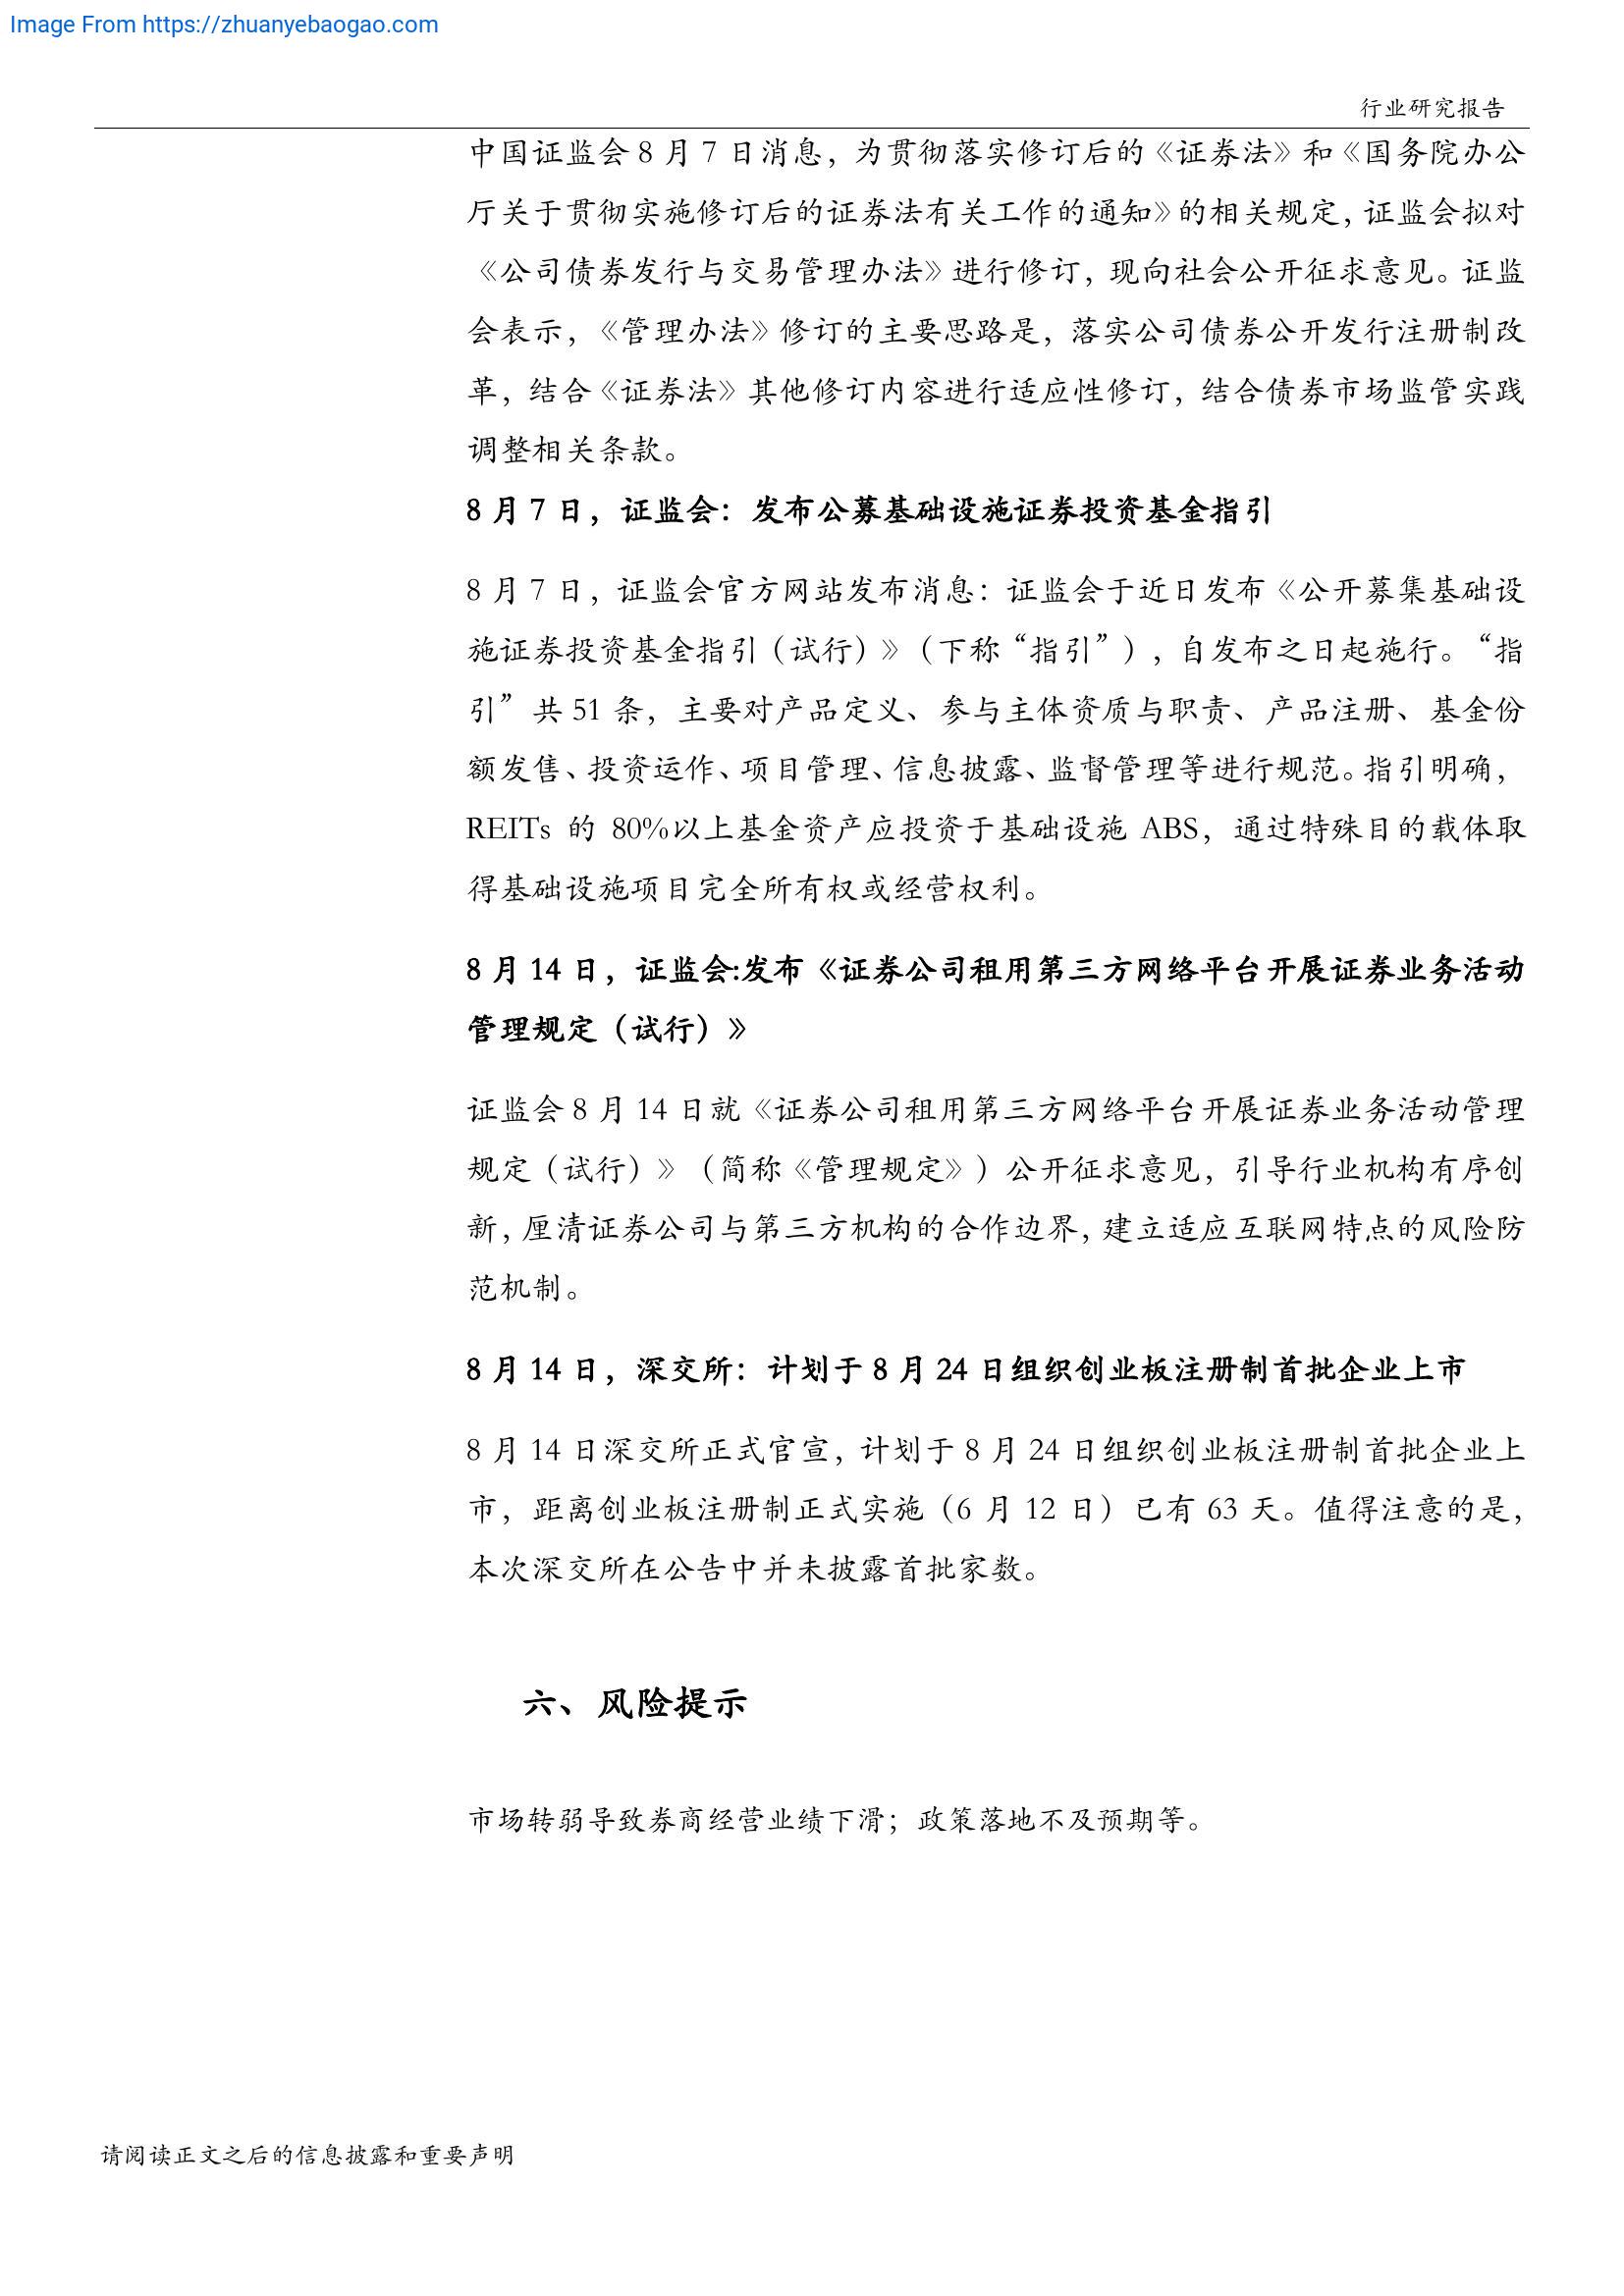 Image From https://zhuanyebaogao.com
行业研究报告
中国证监会 8 月 7 日消息，为贯彻落实修订后的《证券法》和《国务院办公
厅关于贯彻实施修订后的证券法有关工作的通知》的相关规定，证监会拟对
《公司债券发行与交易管理办法》进行修订，现向社会公开征求意见。证监
会表示，《管理办法》修订的主要思路是，落实公司债券公开发行注册制改
革，结合《证券法》其他修订内容进行适应性修订，结合债券市场监管实践
调整相关条款。
8 月 7 日，证监会：发布公募基础设施证券投资基金指引
8 月 7 日，证监会官方网站发布消息：证监会于近日发布《公开募集基础设
施证券投资基金指引（试行）》（下称“指引”），自发布之日起施行。“指
引” 共 51 条，主要对产品定义、参与主体资质与职责、产品注册、基金份
额发售、投资运作、项目管理、信息披露、监督管理等进行规范。指引明确，
REITs 的 80%以上基金资产应投资于基础设施 ABS，通过特殊目的载体取
得基础设施项目完全所有权或经营权利。
8 月 14 日，证监会:发布《证券公司租用第三方网络平台开展证券业务活动
管理规定（试行）》
证监会 8 月 14 日就《证券公司租用第三方网络平台开展证券业务活动管理
规定（试行）》（简称《管理规定》）公开征求意见，引导行业机构有序创
新，厘清证券公司与第三方机构的合作边界，建立适应互联网特点的风险防
范机制。
8 月 14 日，深交所：计划于 8 月 24 日组织创业板注册制首批企业上市
8 月 14 日深交所正式官宣，计划于 8 月 24 日组织创业板注册制首批企业上
市，距离创业板注册制正式实施（6 月 12 日）已有 63 天。值得注意的是，
本次深交所在公告中并未披露首批家数。
六、风险提示
市场转弱导致券商经营业绩下滑；政策落地不及预期等。
请阅读正文之后的信息披露和重要声明